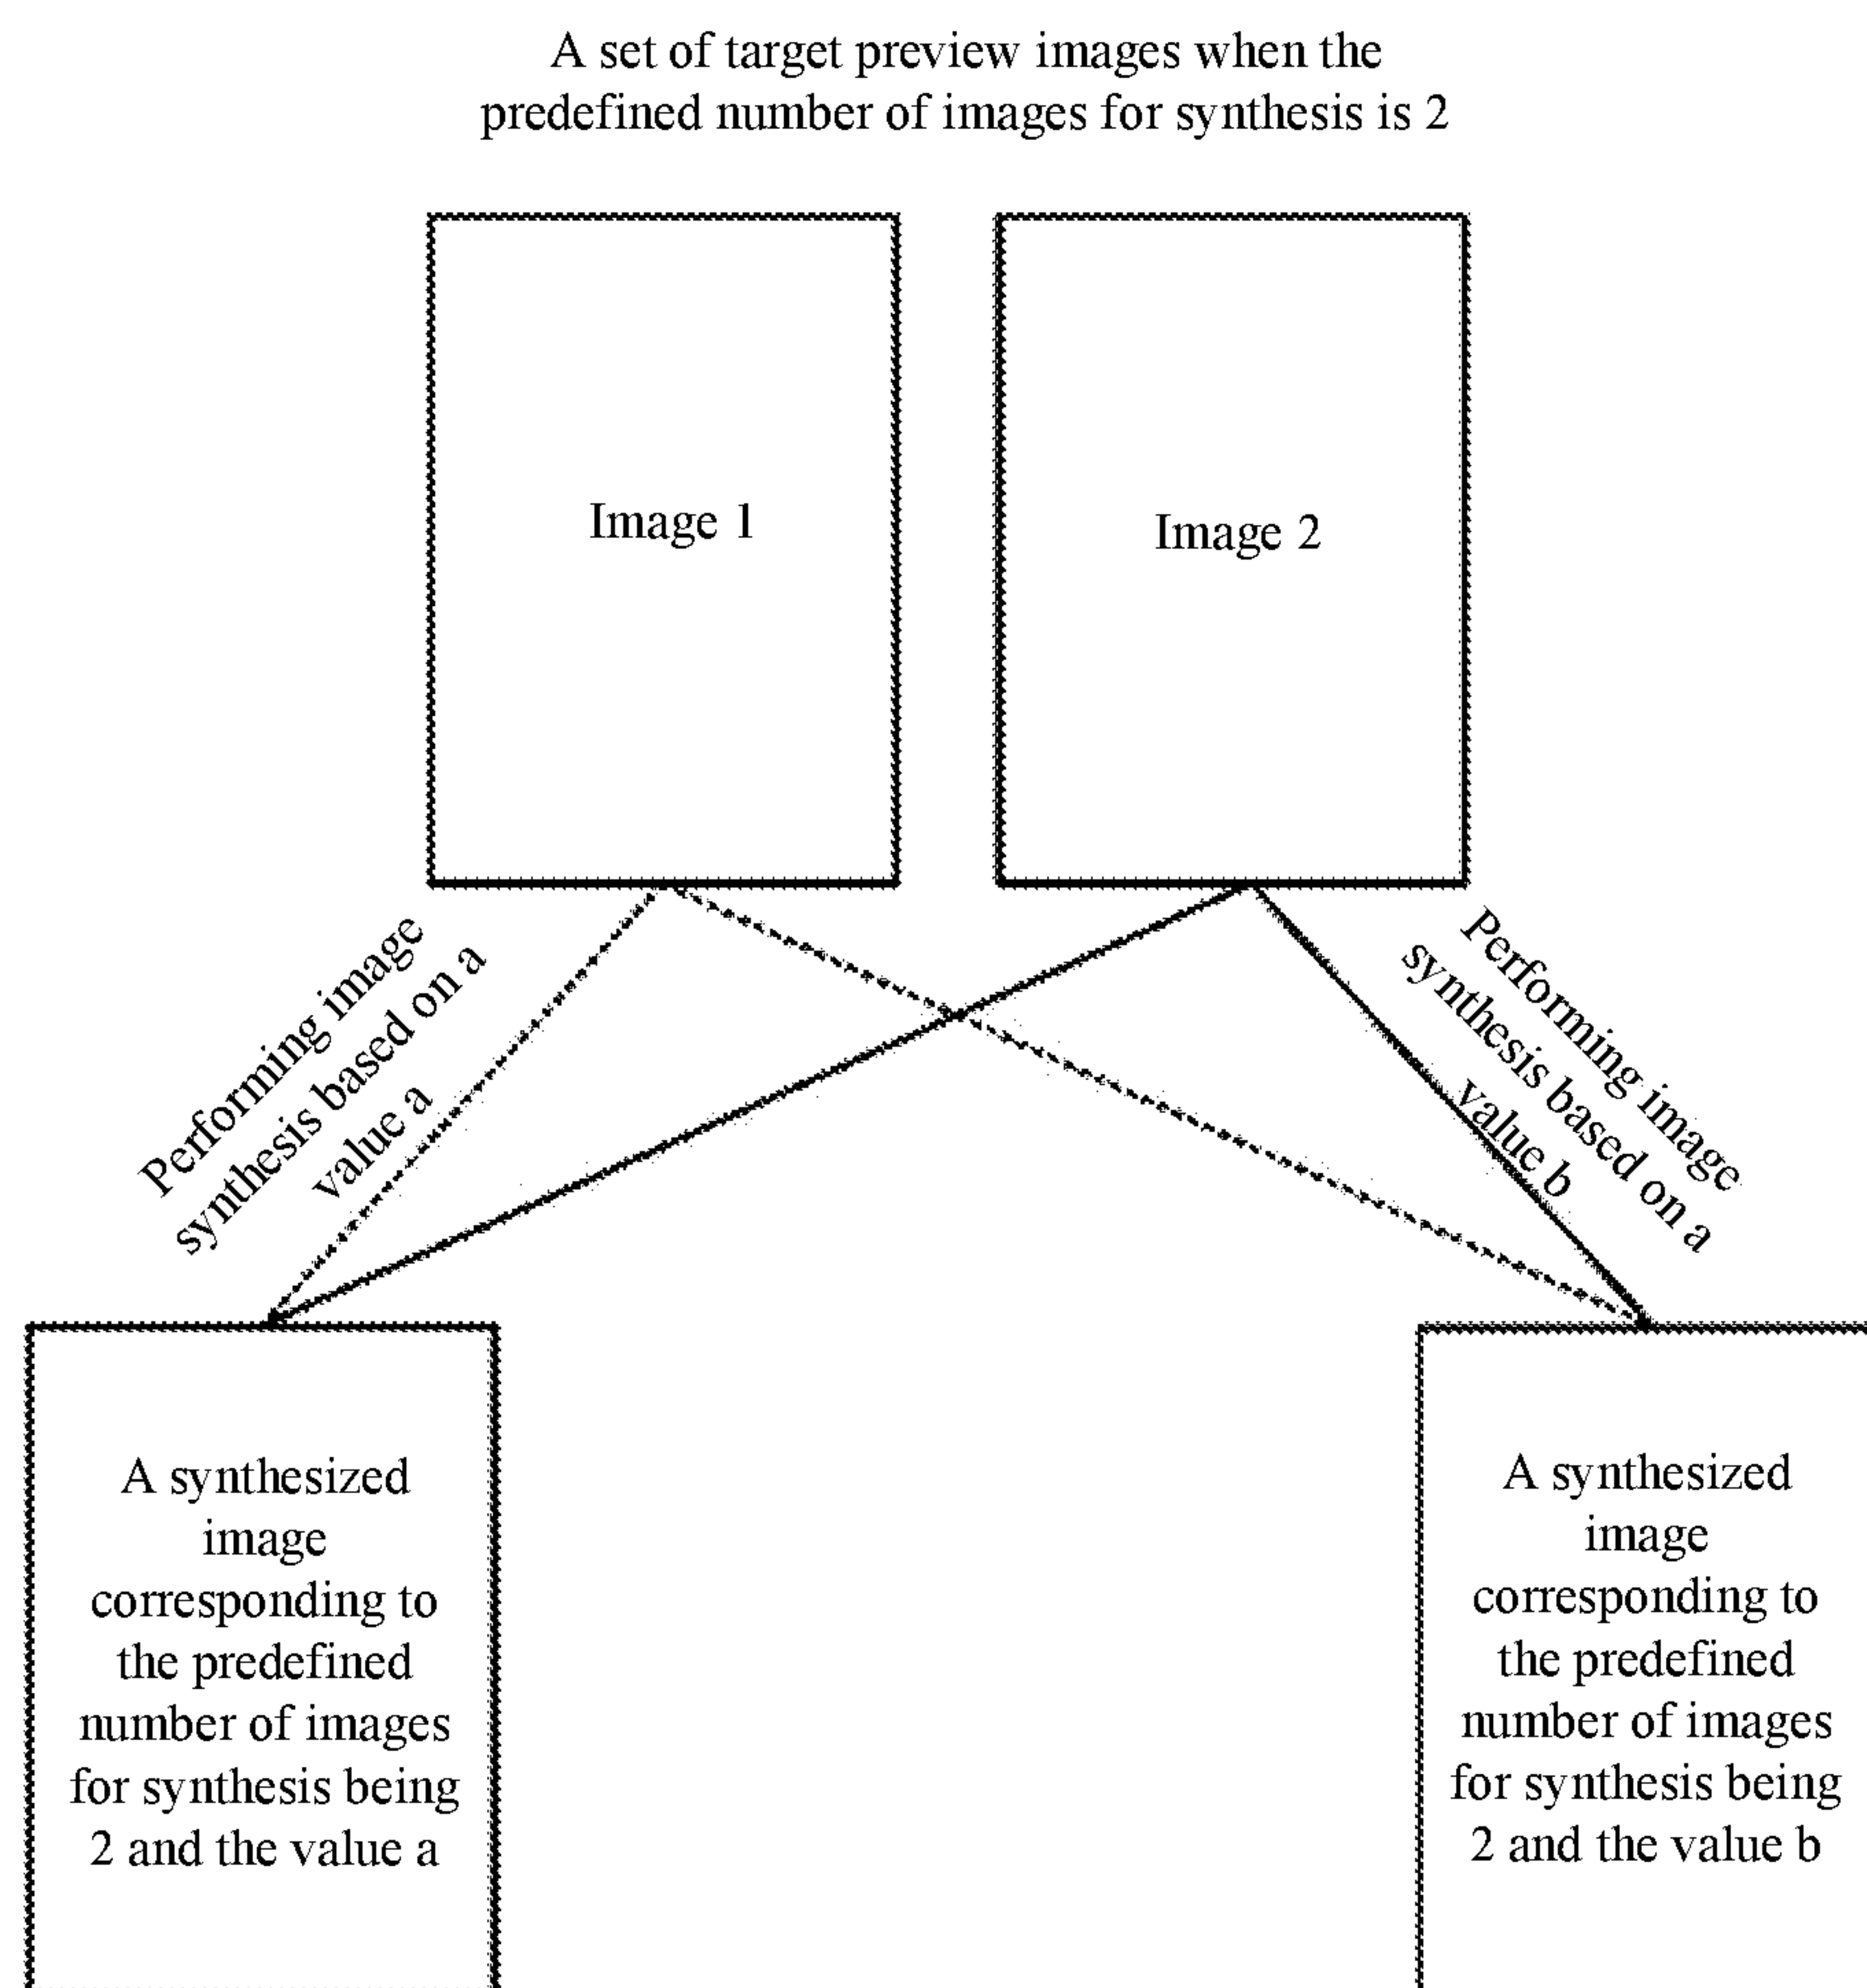 A set of target preview images when the
predefined number of images for synthesis is 2
Image 1
Image 2
Performing image
synthesis based on a
value a
Performing image
synthesis based on a
value b
A synthesized
image
corresponding to
the predefined
number of images
for synthesis being
2 and the value a
A synthesized
image
corresponding to
the predefined
number of images
for synthesis being
2 and the value b